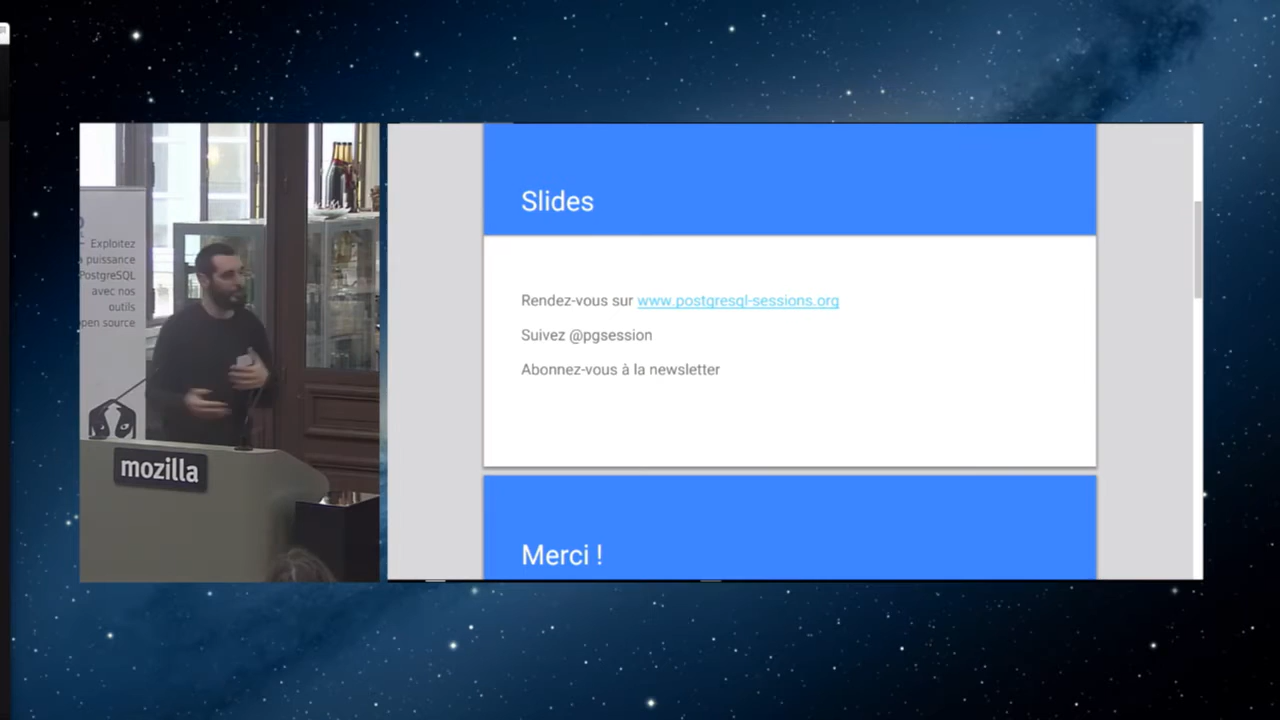 Exploitez
puissance
PostgreSQL
avec nos
outils
open source
mozilla
Slides
Rendez-vous sur www.postgresql-sessions.org
Suivez @pgsession
Abonnez-vous à la newsletter
Merci !